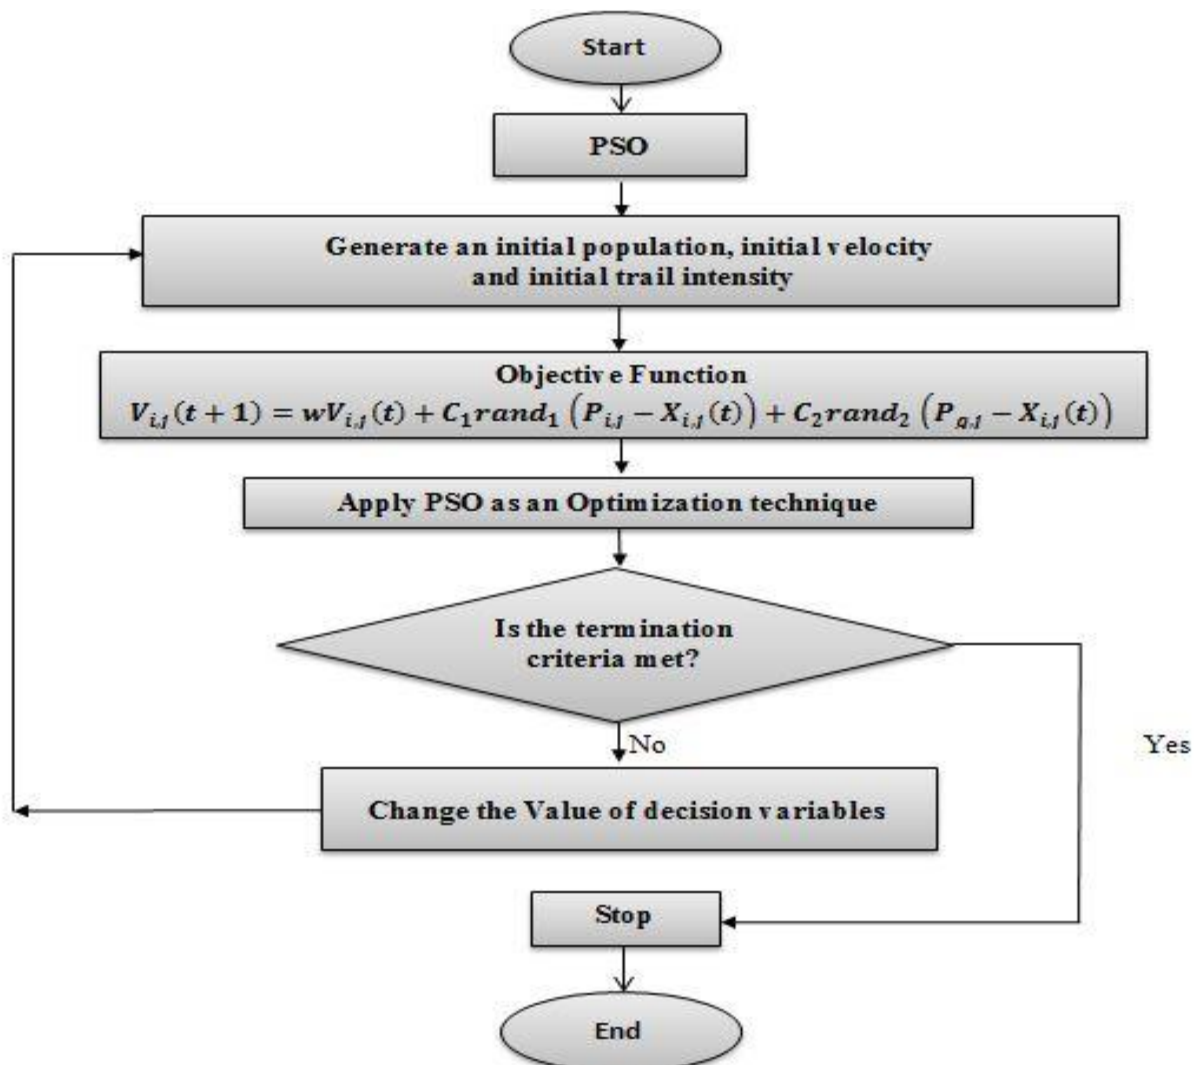 Start
PSO
Generate an initial population, initial velocity
and initial trail intensity
Objective Function
V_{i,j}(t + 1) = wV_{i,j}(t) + C_1rand_1 (P_{i,j} − X_{i,j}(t)) + C_2rand_2 (P_{g,j} − X_{i,j}(t))
Apply PSO as an Optimization technique
Is the termination
criteria met?
No
Yes
Change the Value of decision variables
Stop
End